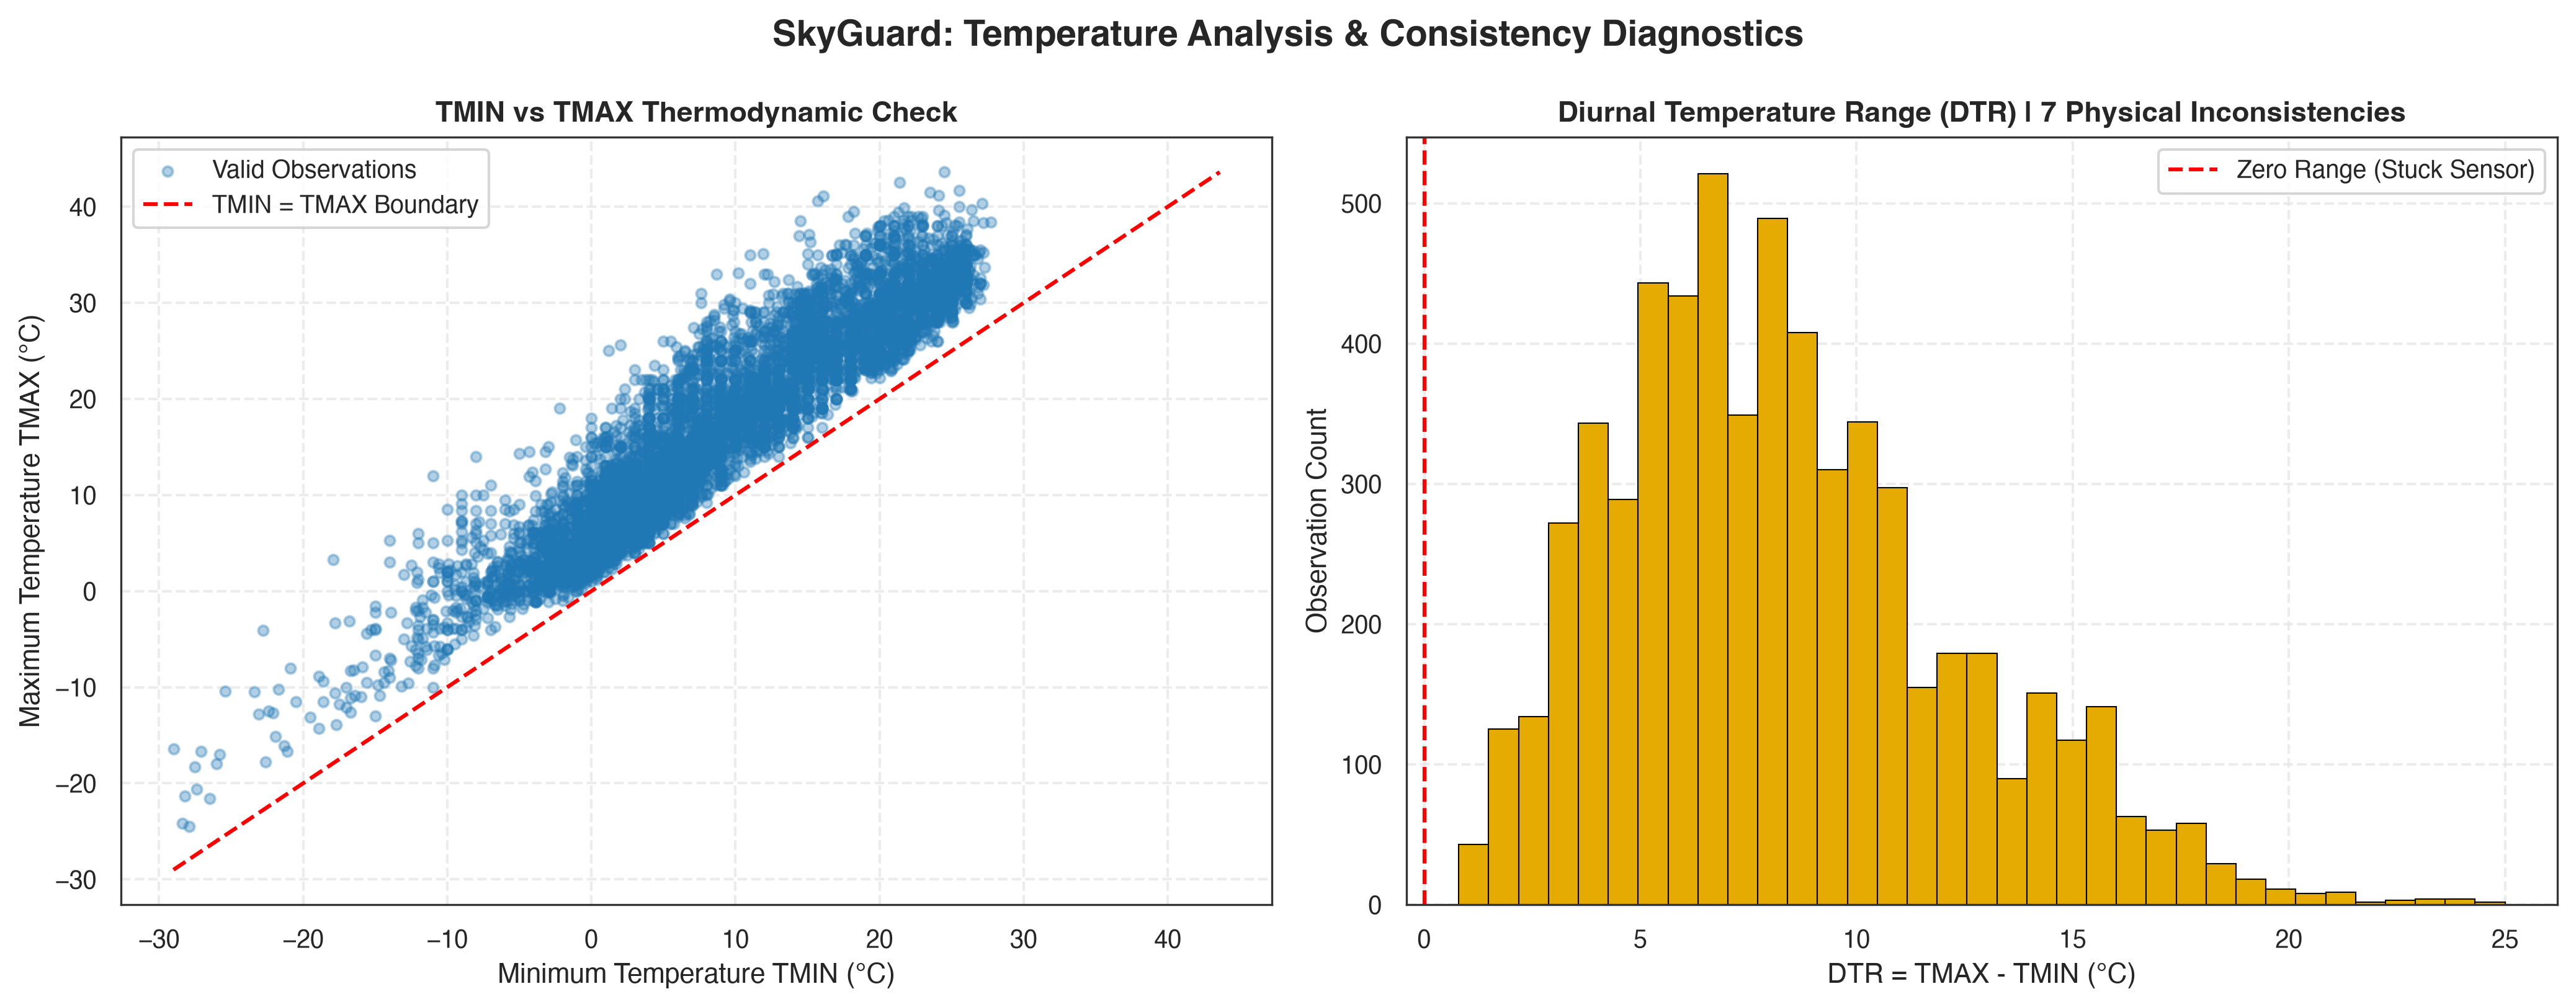 SkyGuard: Temperature Analysis & Consistency Diagnostics
TMIN vs TMAX Thermodynamic Check
Valid Observations
TMIN = TMAX Boundary
Maximum Temperature TMAX (°C)
40
30
20
10
0
−10
−20
−30
−30 −20 −10 0 10 20 30 40
Minimum Temperature TMIN (°C)
Diurnal Temperature Range (DTR) | 7 Physical Inconsistencies
Zero Range (Stuck Sensor)
Observation Count
500
400
300
200
100
0
0 5 10 15 20 25
DTR = TMAX - TMIN (°C)